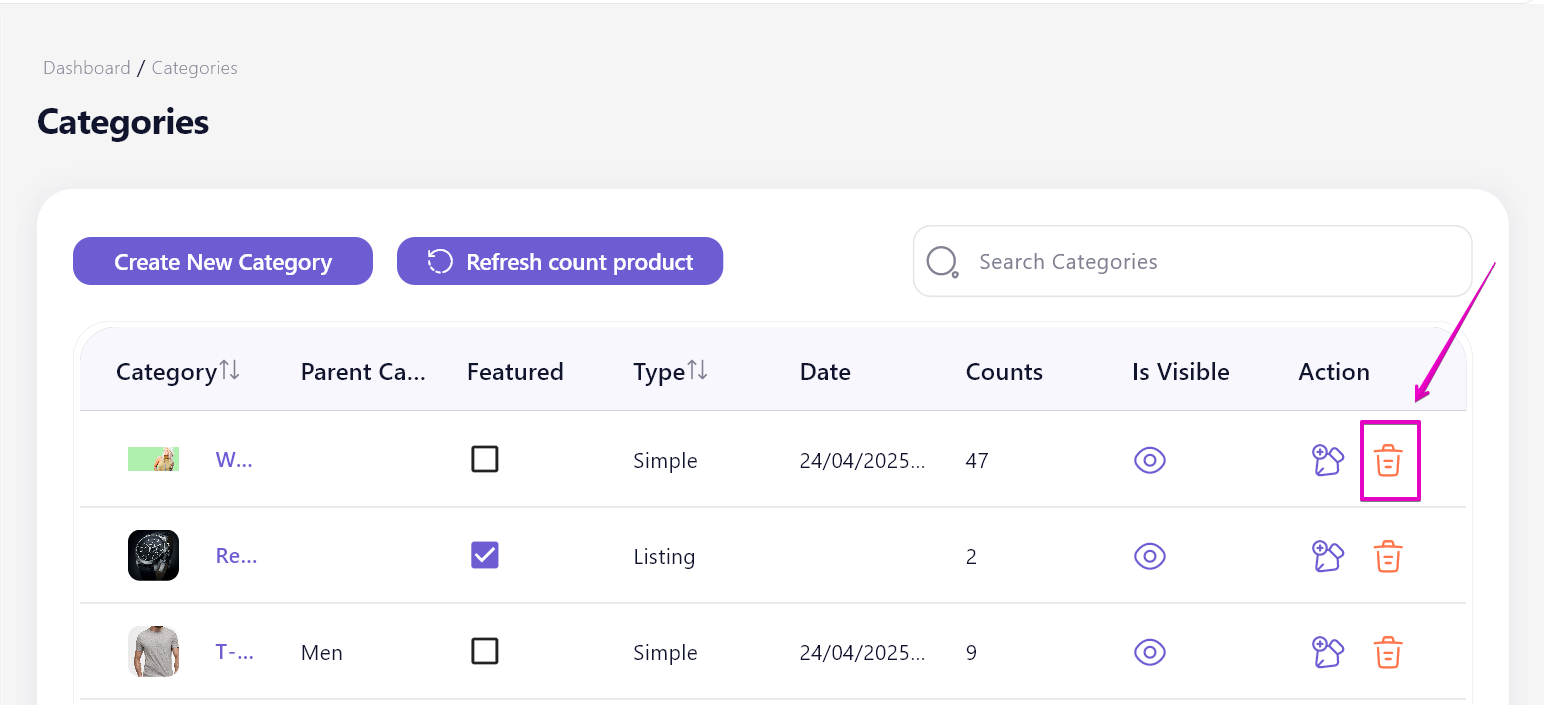 Dashboard / Categories
Categories
Create New Category
Refresh count product
Search Categories
Category Parent Ca... Featured Type Date Counts Is Visible Action
W... Simple 24/04/2025... 47
Re... Listing 2
T-... Men Simple 24/04/2025... 9